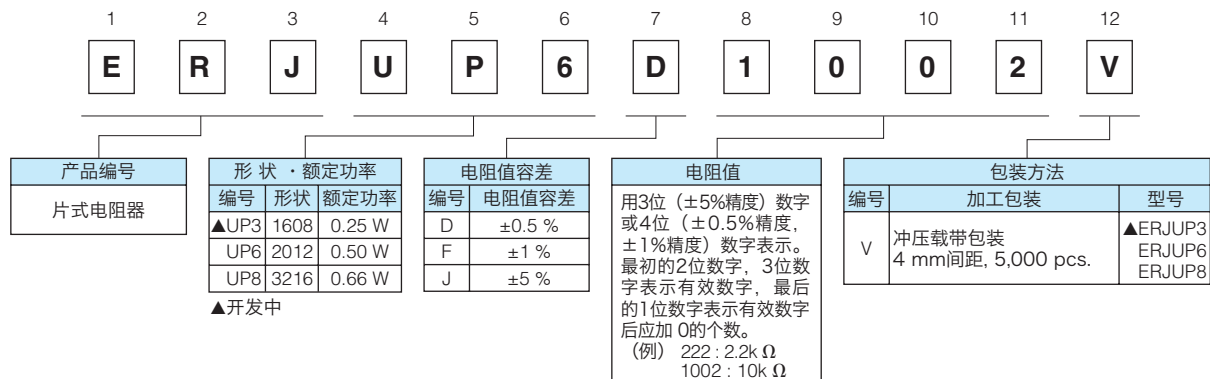 1 2 3 4 5 6 7 8 9 10 11 12
E R J U P 6 D 1 0 0 2 V
产品编号
片式电阻器
形 状 ・额定功率
编号 形状 额定功率
▲UP3 1608 0.25 W
UP6 2012 0.50 W
UP8 3216 0.66 W
▲开发中
电阻值容差
编号 电阻值容差
D ±0.5 %
F ±1 %
J ±5 %
电阻值
用3位（±5%精度）数字
或4位（±0.5%精度，
±1%精度）数字表示。
最初的2位数字，3位数
字表示有效数字，最后
的1位数字表示有效数字
后应加 0的个数。
（例） 222 : 2.2k Ω
1002 : 10k Ω
包装方法
编号 加工包装 型号
V 冲压载带包装
4 mm间距, 5,000 pcs.
▲ERJUP3
ERJUP6
ERJUP8